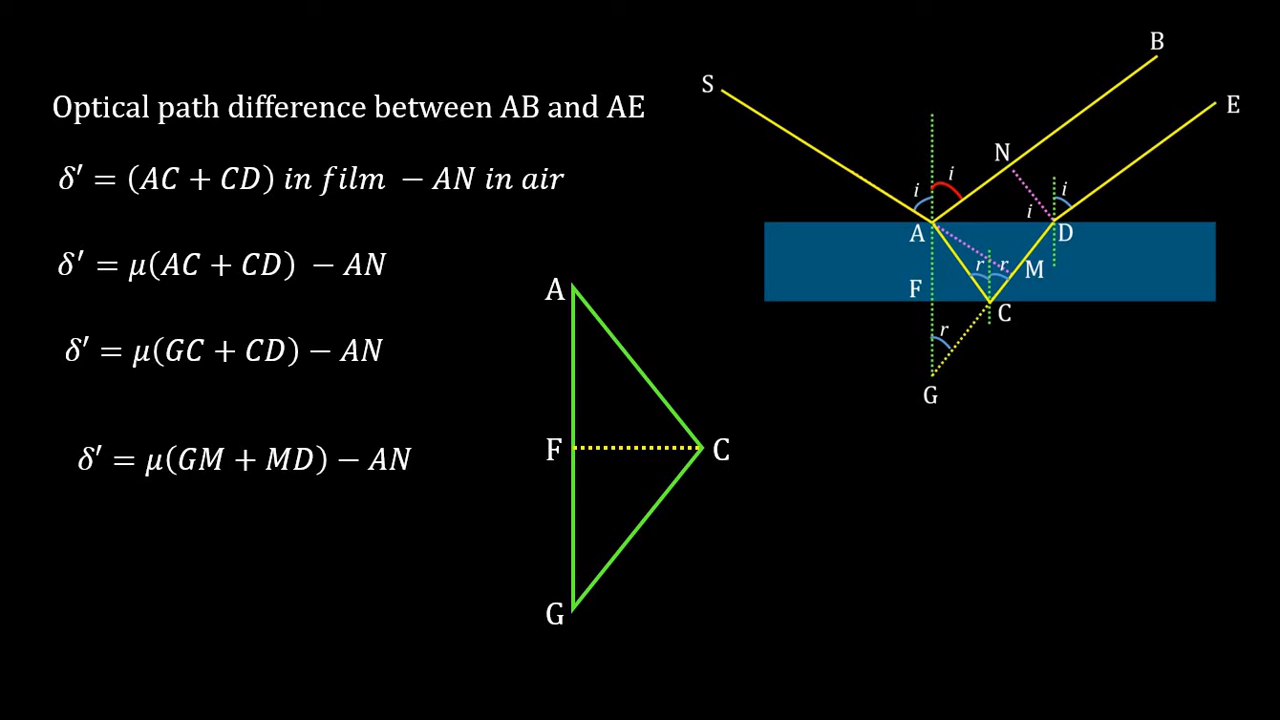 Optical path difference between AB and AE
δ′ = (AC + CD) in film − AN in air
δ′ = μ(AC + CD) − AN
δ′ = μ(GC + CD) − AN
δ′ = μ(GM + MD) − AN
A
F
C
G
B
S
E
N
i
i
i
i
A
D
r
r
M
F
C
r
G